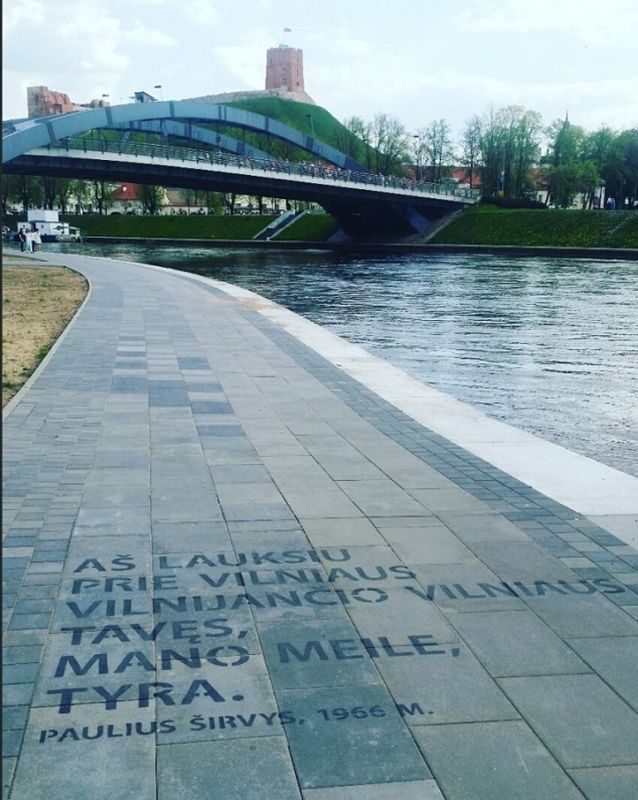 AŠ LAUKSIU
PRIE VILNIAUS
VILNIJANČIO VILNIAUS
TAVĘS,
MANO MEILE,
TYRA.
PAULIUS ŠIRVYS, 1966 M.